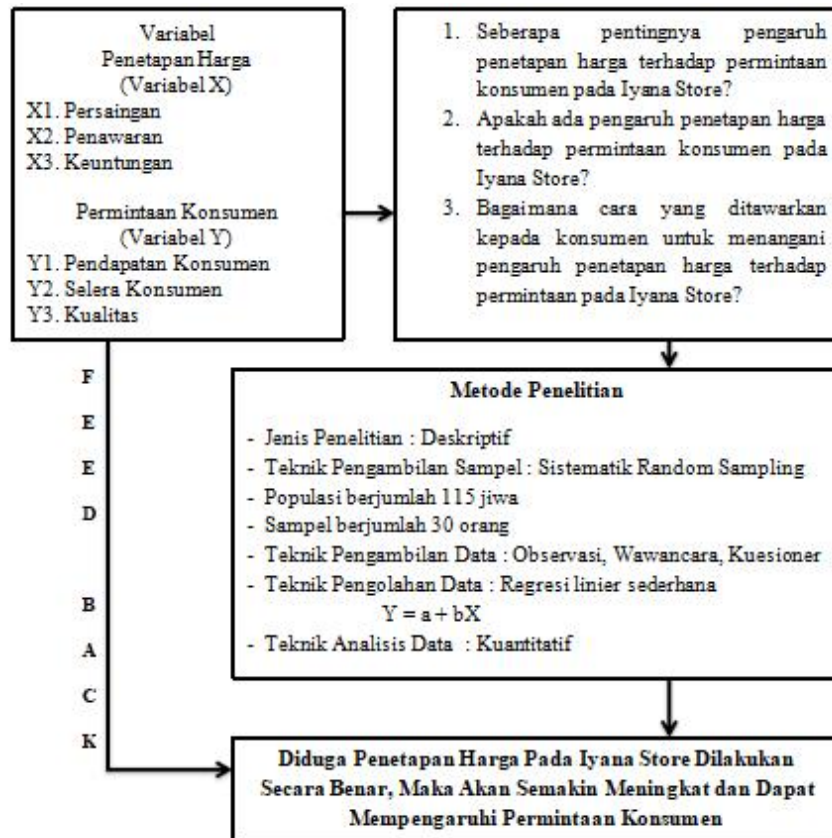 Variabel
Penetapan Harga
(Variabel X)
X1. Persaingan
X2. Penawaran
X3. Keuntungan
Permintaan Konsumen
(Variabel Y)
Y1. Pendapatan Konsumen
Y2. Selera Konsumen
Y3. Kualitas
1. Seberapa pentingnya pengaruh
penetapan harga terhadap permintaan
konsumen pada Iyana Store?
2. Apakah ada pengaruh penetapan harga
terhadap permintaan konsumen pada
Iyana Store?
3. Bagaimana cara yang ditawarkan
kepada konsumen untuk menangani
pengaruh penetapan harga terhadap
permintaan pada Iyana Store?
F
E
E
D
B
A
C
K
Metode Penelitian
- Jenis Penelitian : Deskriptif
- Teknik Pengambilan Sampel : Sistematik Random Sampling
- Populasi berjumlah 115 jiwa
- Sampel berjumlah 30 orang
- Teknik Pengambilan Data : Observasi, Wawancara, Kuesioner
- Teknik Pengolahan Data : Regresi linier sederhana
Y = a + bX
- Teknik Analisis Data : Kuantitatif
Diduga Penetapan Harga Pada Iyana Store Dilakukan
Secara Benar, Maka Akan Semakin Meningkat dan Dapat
Mempengaruhi Permintaan Konsumen